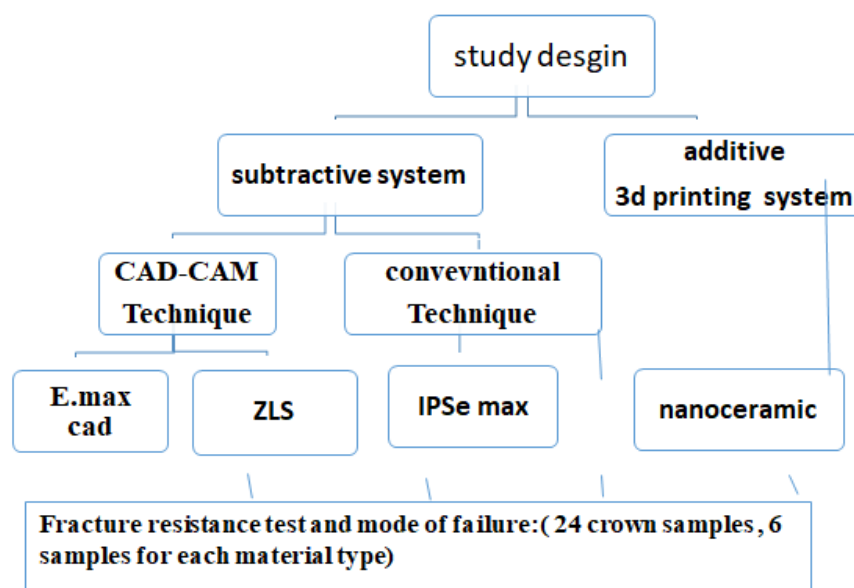 study desgin
subtractive system
additive
3d printing system
CAD-CAM
Technique
convevntional
Technique
E.max
cad
ZLS
IPSe max
nanoceramic
Fracture resistance test and mode of failure:( 24 crown samples , 6
samples for each material type)